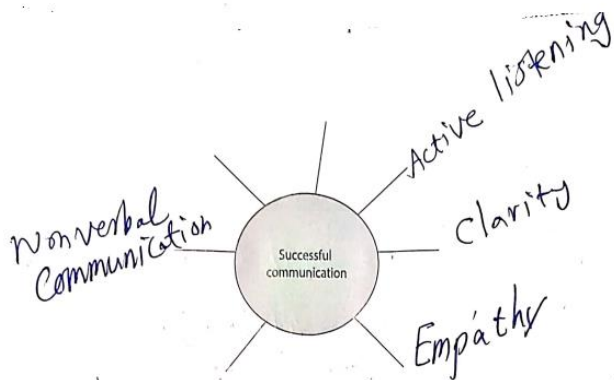 Active listening
Clarity
Nonverbal
Communication
Successful
communication
Empathy